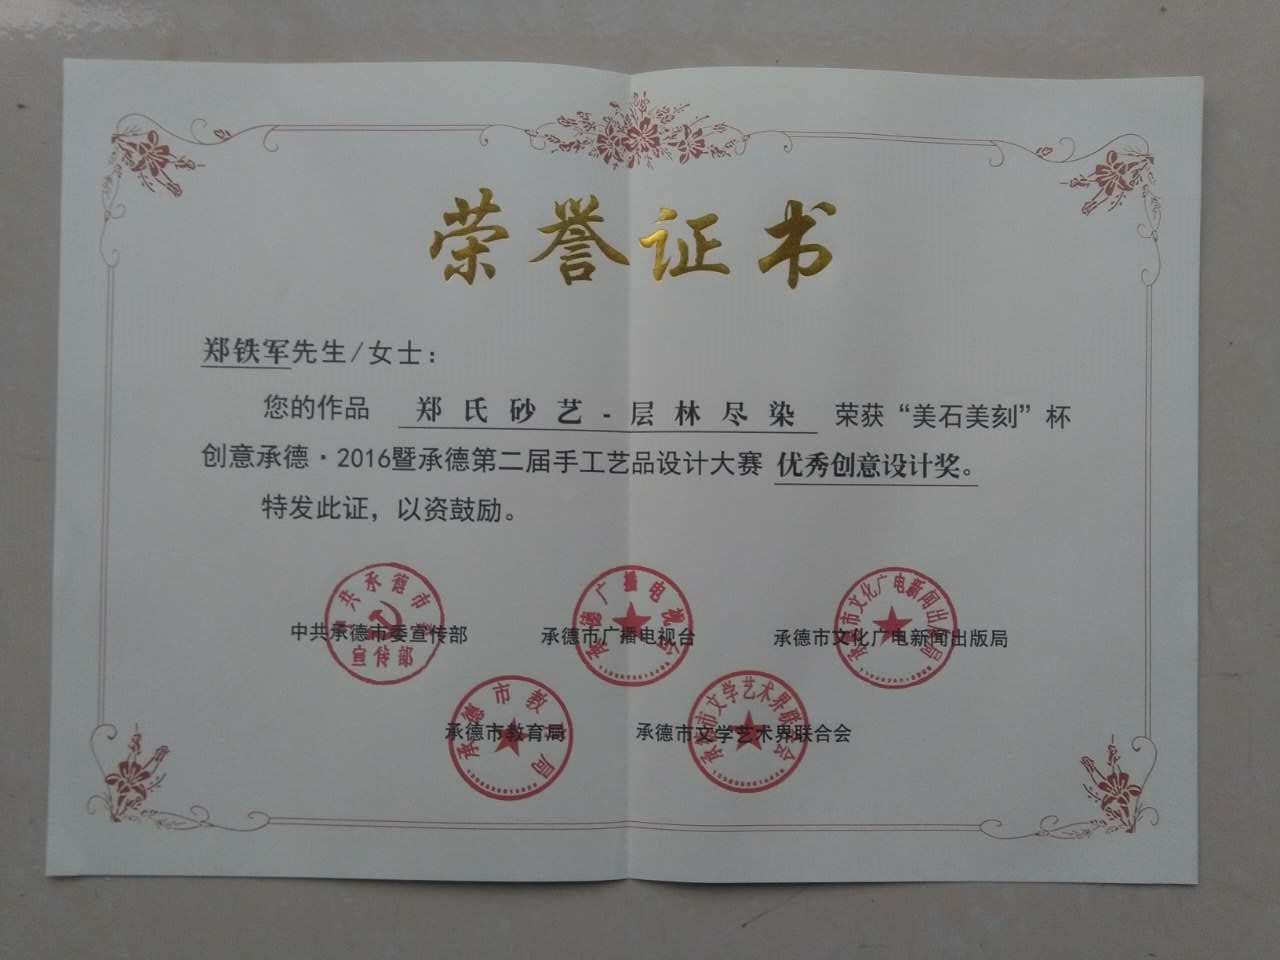 荣誉证书
郑铁军先生/女士：
您的作品 郑氏砂艺-层林尽染 荣获“美石美刻”杯
创意承德·2016暨承德第二届手工艺品设计大赛 优秀创意设计奖。
特发此证，以资鼓励。
中共承德市委宣传部 承德市广播电视台 承德市文化广电新闻出版局
承德市教育局 承德市文学艺术界联合会